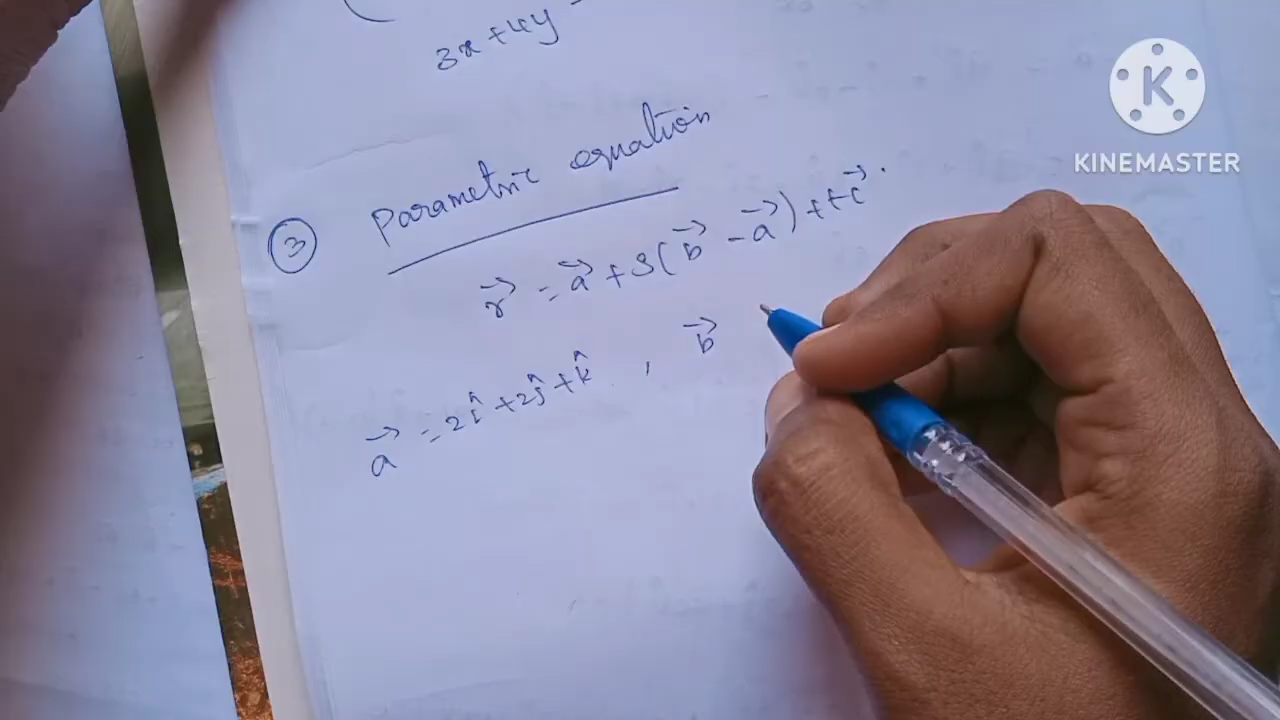 3x + 4y -
③ Parametric equation
r⃗ = a⃗ + s(b⃗ - a⃗) + tc⃗.
a⃗ = 2î + 2ĵ + k̂ , b⃗
K
KINEMASTER